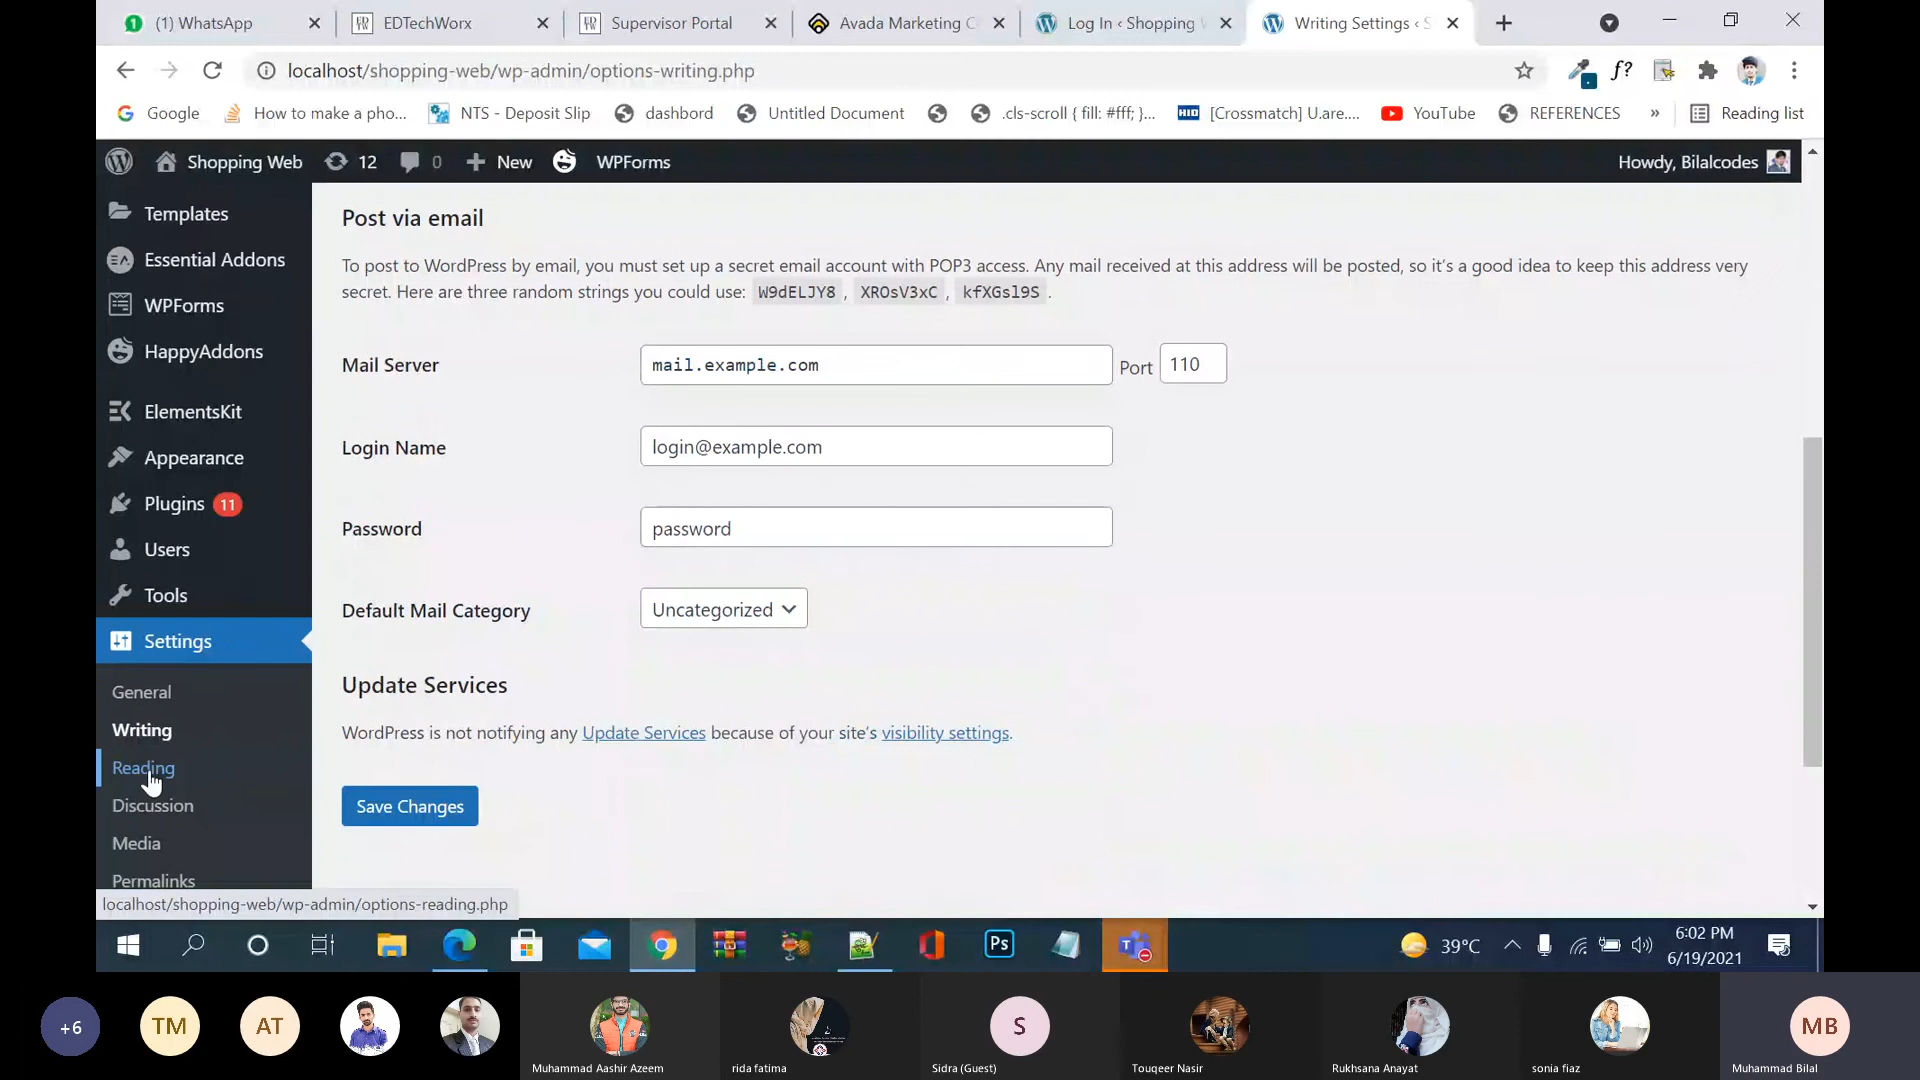 (1) WhatsApp
EDTechWorx
Supervisor Portal
Avada Marketing C
Log In ‹ Shopping W
Writing Settings ‹ S
localhost/shopping-web/wp-admin/options-writing.php
f?
Google
How to make a pho...
NTS - Deposit Slip
dashbord
Untitled Document
.cls-scroll { fill: #fff; }...
HID
[Crossmatch] U.are....
YouTube
REFERENCES
»
Reading list
Shopping Web
12
0
New
WPForms
Howdy, Bilalcodes
Templates
Essential Addons
WPForms
HappyAddons
ElementsKit
Appearance
Plugins 11
Users
Tools
Settings
General
Writing
Reading
Discussion
Media
Permalinks
localhost/shopping-web/wp-admin/options-reading.php
Post via email
To post to WordPress by email, you must set up a secret email account with POP3 access. Any mail received at this address will be posted, so it’s a good idea to keep this address very
secret. Here are three random strings you could use: W9dELJY8 , XROsV3xC , kfXGsl9S .
Mail Server
mail.example.com
Port
110
Login Name
login@example.com
Password
password
Default Mail Category
Uncategorized
Update Services
WordPress is not notifying any Update Services because of your site’s visibility settings.
Save Changes
Ps
39°C
6:02 PM
6/19/2021
+6
TM
AT
Muhammad Aashir Azeem
rida fatima
S
Sidra (Guest)
Touqeer Nasir
Rukhsana Anayat
sonia fiaz
MB
Muhammad Bilal